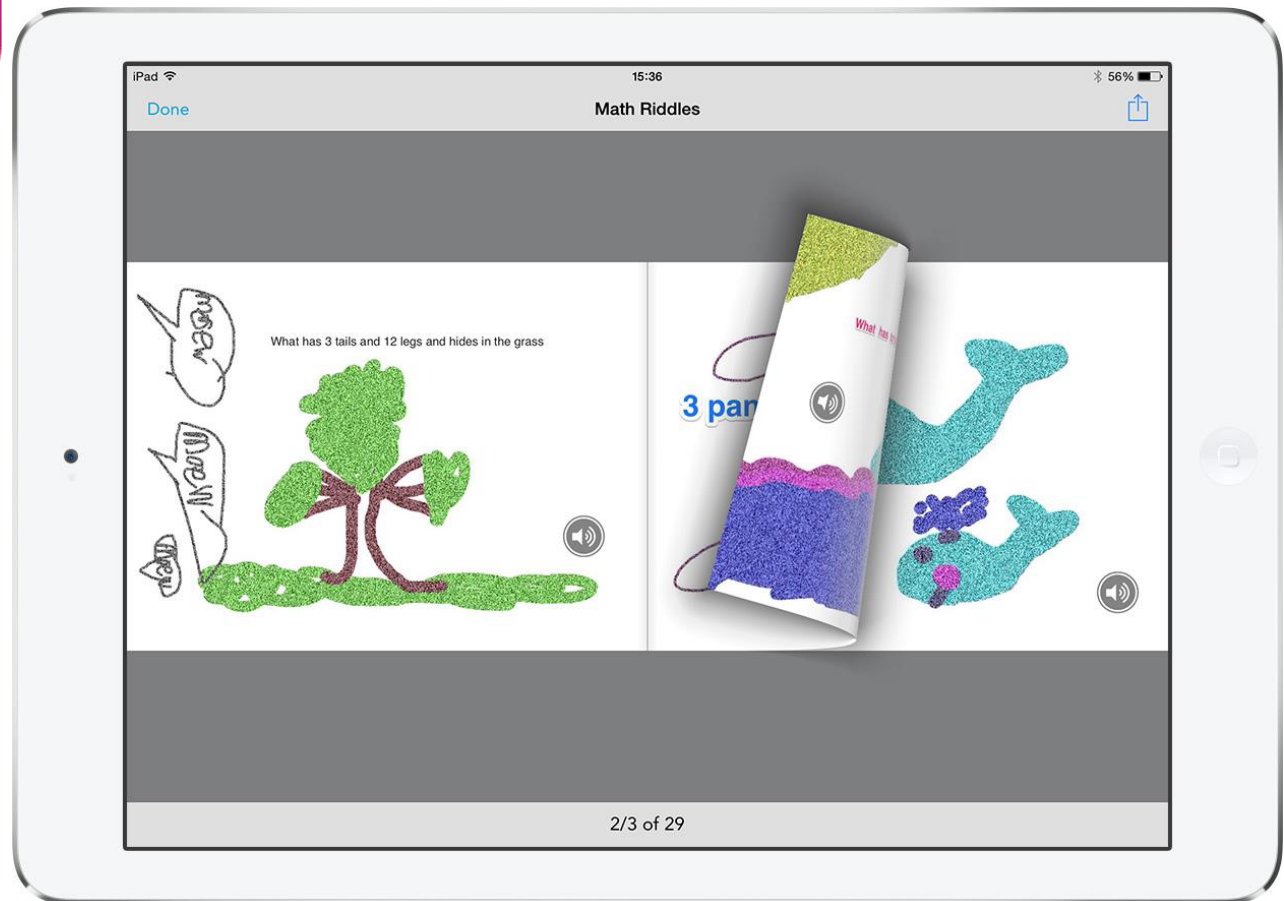 iPad
15:36
56%
Done
Math Riddles
meow
What has 3 tails and 12 legs and hides in the grass
meow
meow
3 pan
What has
2/3 of 29